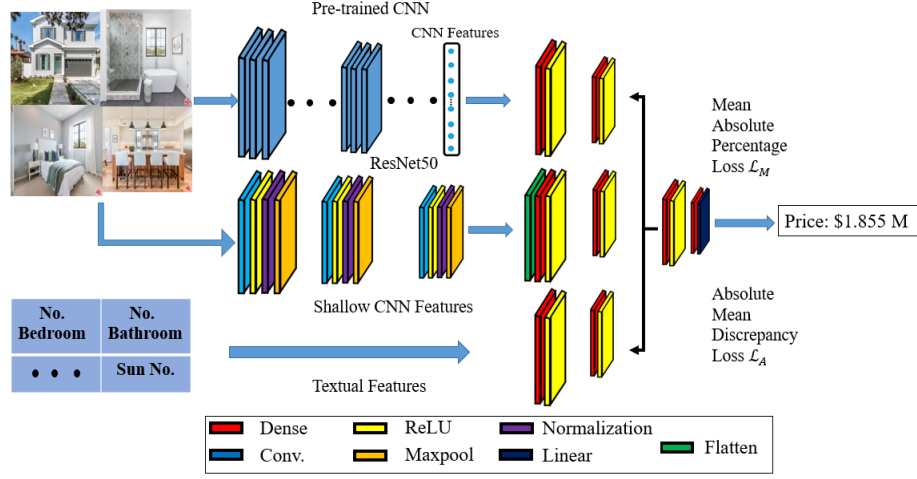 Pre-trained CNN
CNN Features
ResNet50
Mean
Absolute
Percentage
Loss ℒ_M
Price: $1.855 M
Shallow CNN Features
Absolute
Mean
Discrepancy
Loss ℒ_A
No.
Bedroom
No.
Bathroom
• • •
Sun No.
Textual Features
Dense
ReLU
Normalization
Flatten
Conv.
Maxpool
Linear